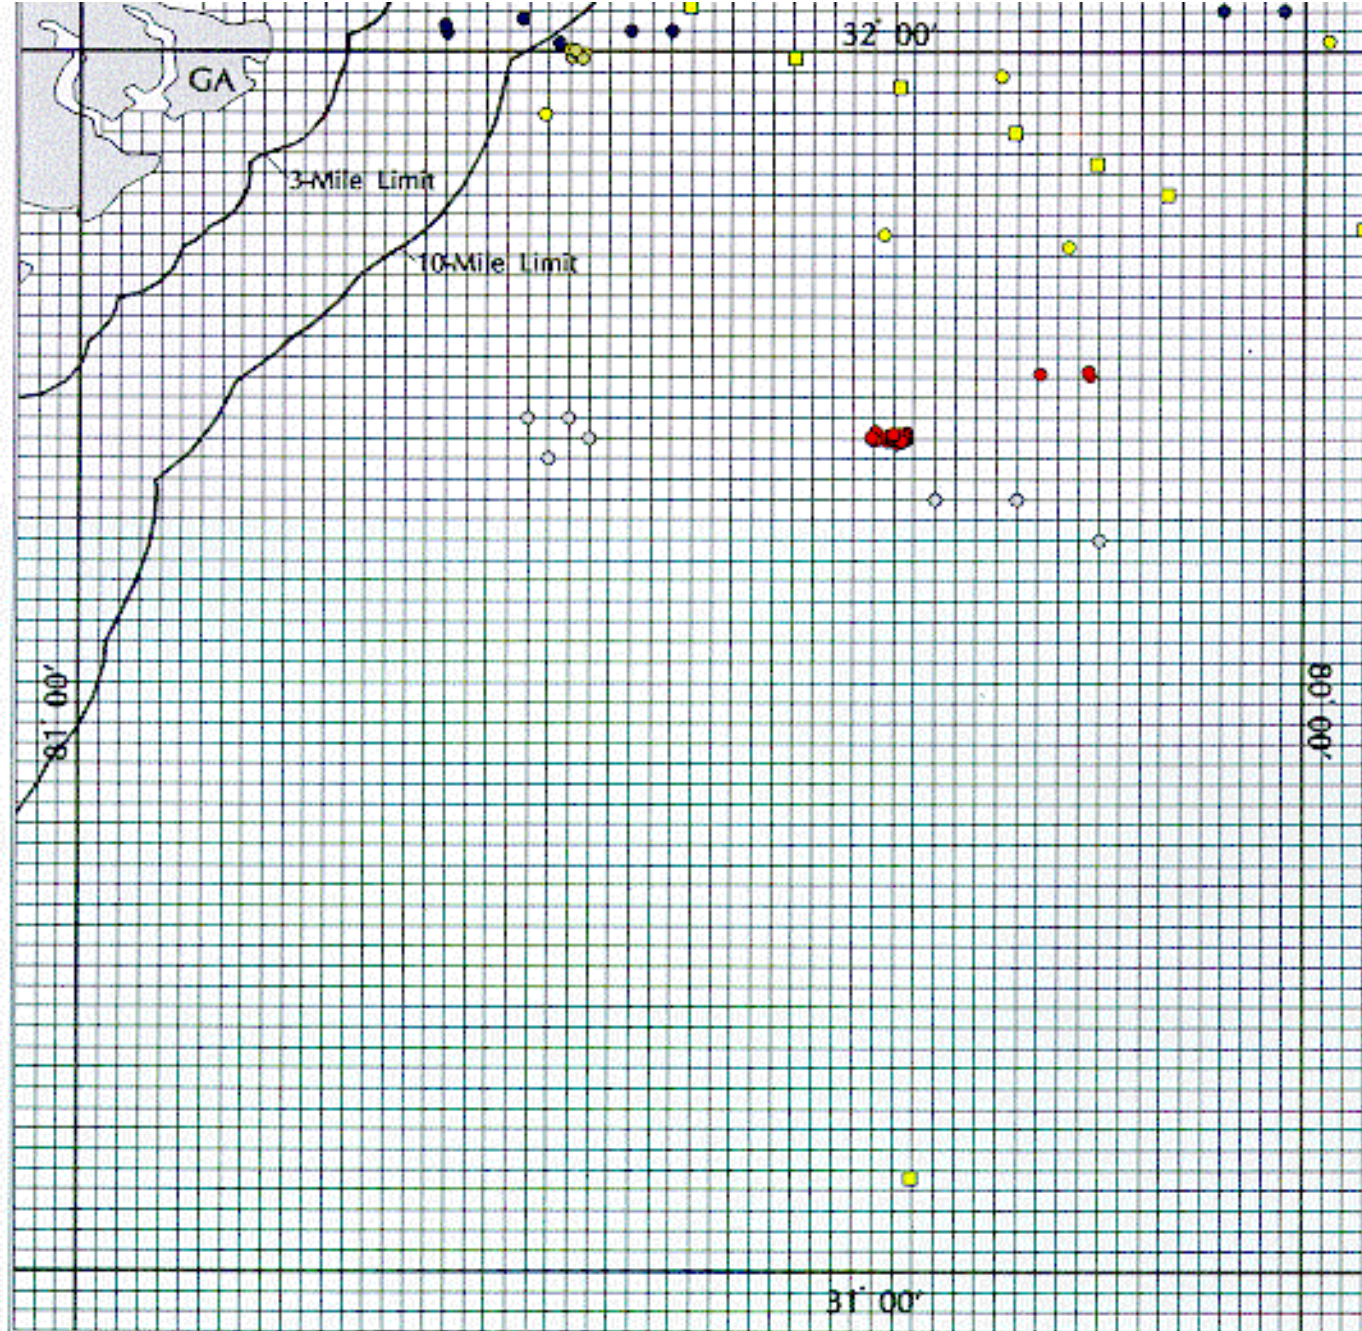 32° 00′
GA
3-Mile Limit
10-Mile Limit
81° 00′
80° 00′
31° 00′